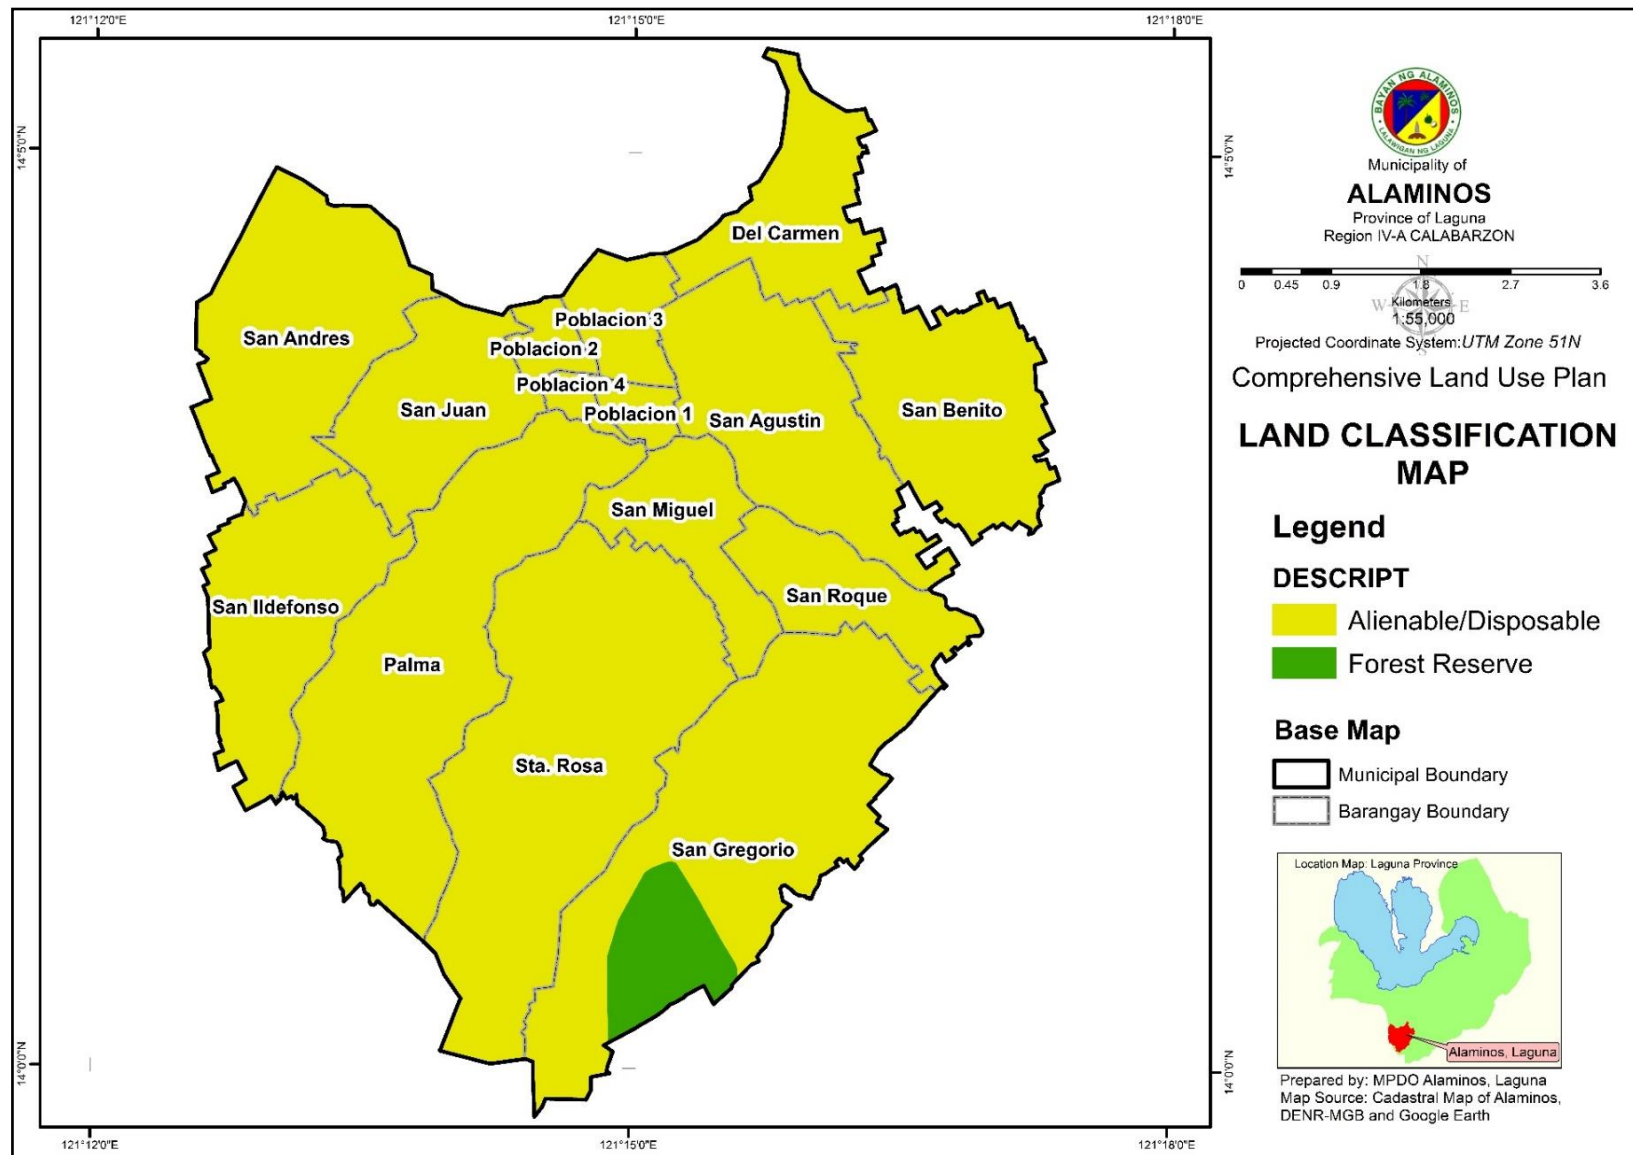 121°12'0"E
121°15'0"E
121°18'0"E
14°5'0"N
14°5'0"N
Del Carmen
San Andres
Poblacion 3
Poblacion 2
Poblacion 4
San Juan
Poblacion 1
San Agustin
San Benito
San Miguel
San Roque
San Ildefonso
Palma
Sta. Rosa
San Gregorio
14°0'0"N
14°0'0"N
121°12'0"E
121°15'0"E
121°18'0"E
BAYAN NG ALAMINOS
LALAWIGAN NG LAGUNA
Municipality of
ALAMINOS
Province of Laguna
Region IV-A CALABARZON
N
0 0.45 0.9 1.8 2.7 3.6
W E
Kilometers
1:55,000
Projected Coordinate System:UTM Zone 51N
S
Comprehensive Land Use Plan
LAND CLASSIFICATION
MAP
Legend
DESCRIPT
Alienable/Disposable
Forest Reserve
Base Map
Municipal Boundary
Barangay Boundary
Location Map: Laguna Province
Alaminos, Laguna
Prepared by: MPDO Alaminos, Laguna
Map Source: Cadastral Map of Alaminos,
DENR-MGB and Google Earth